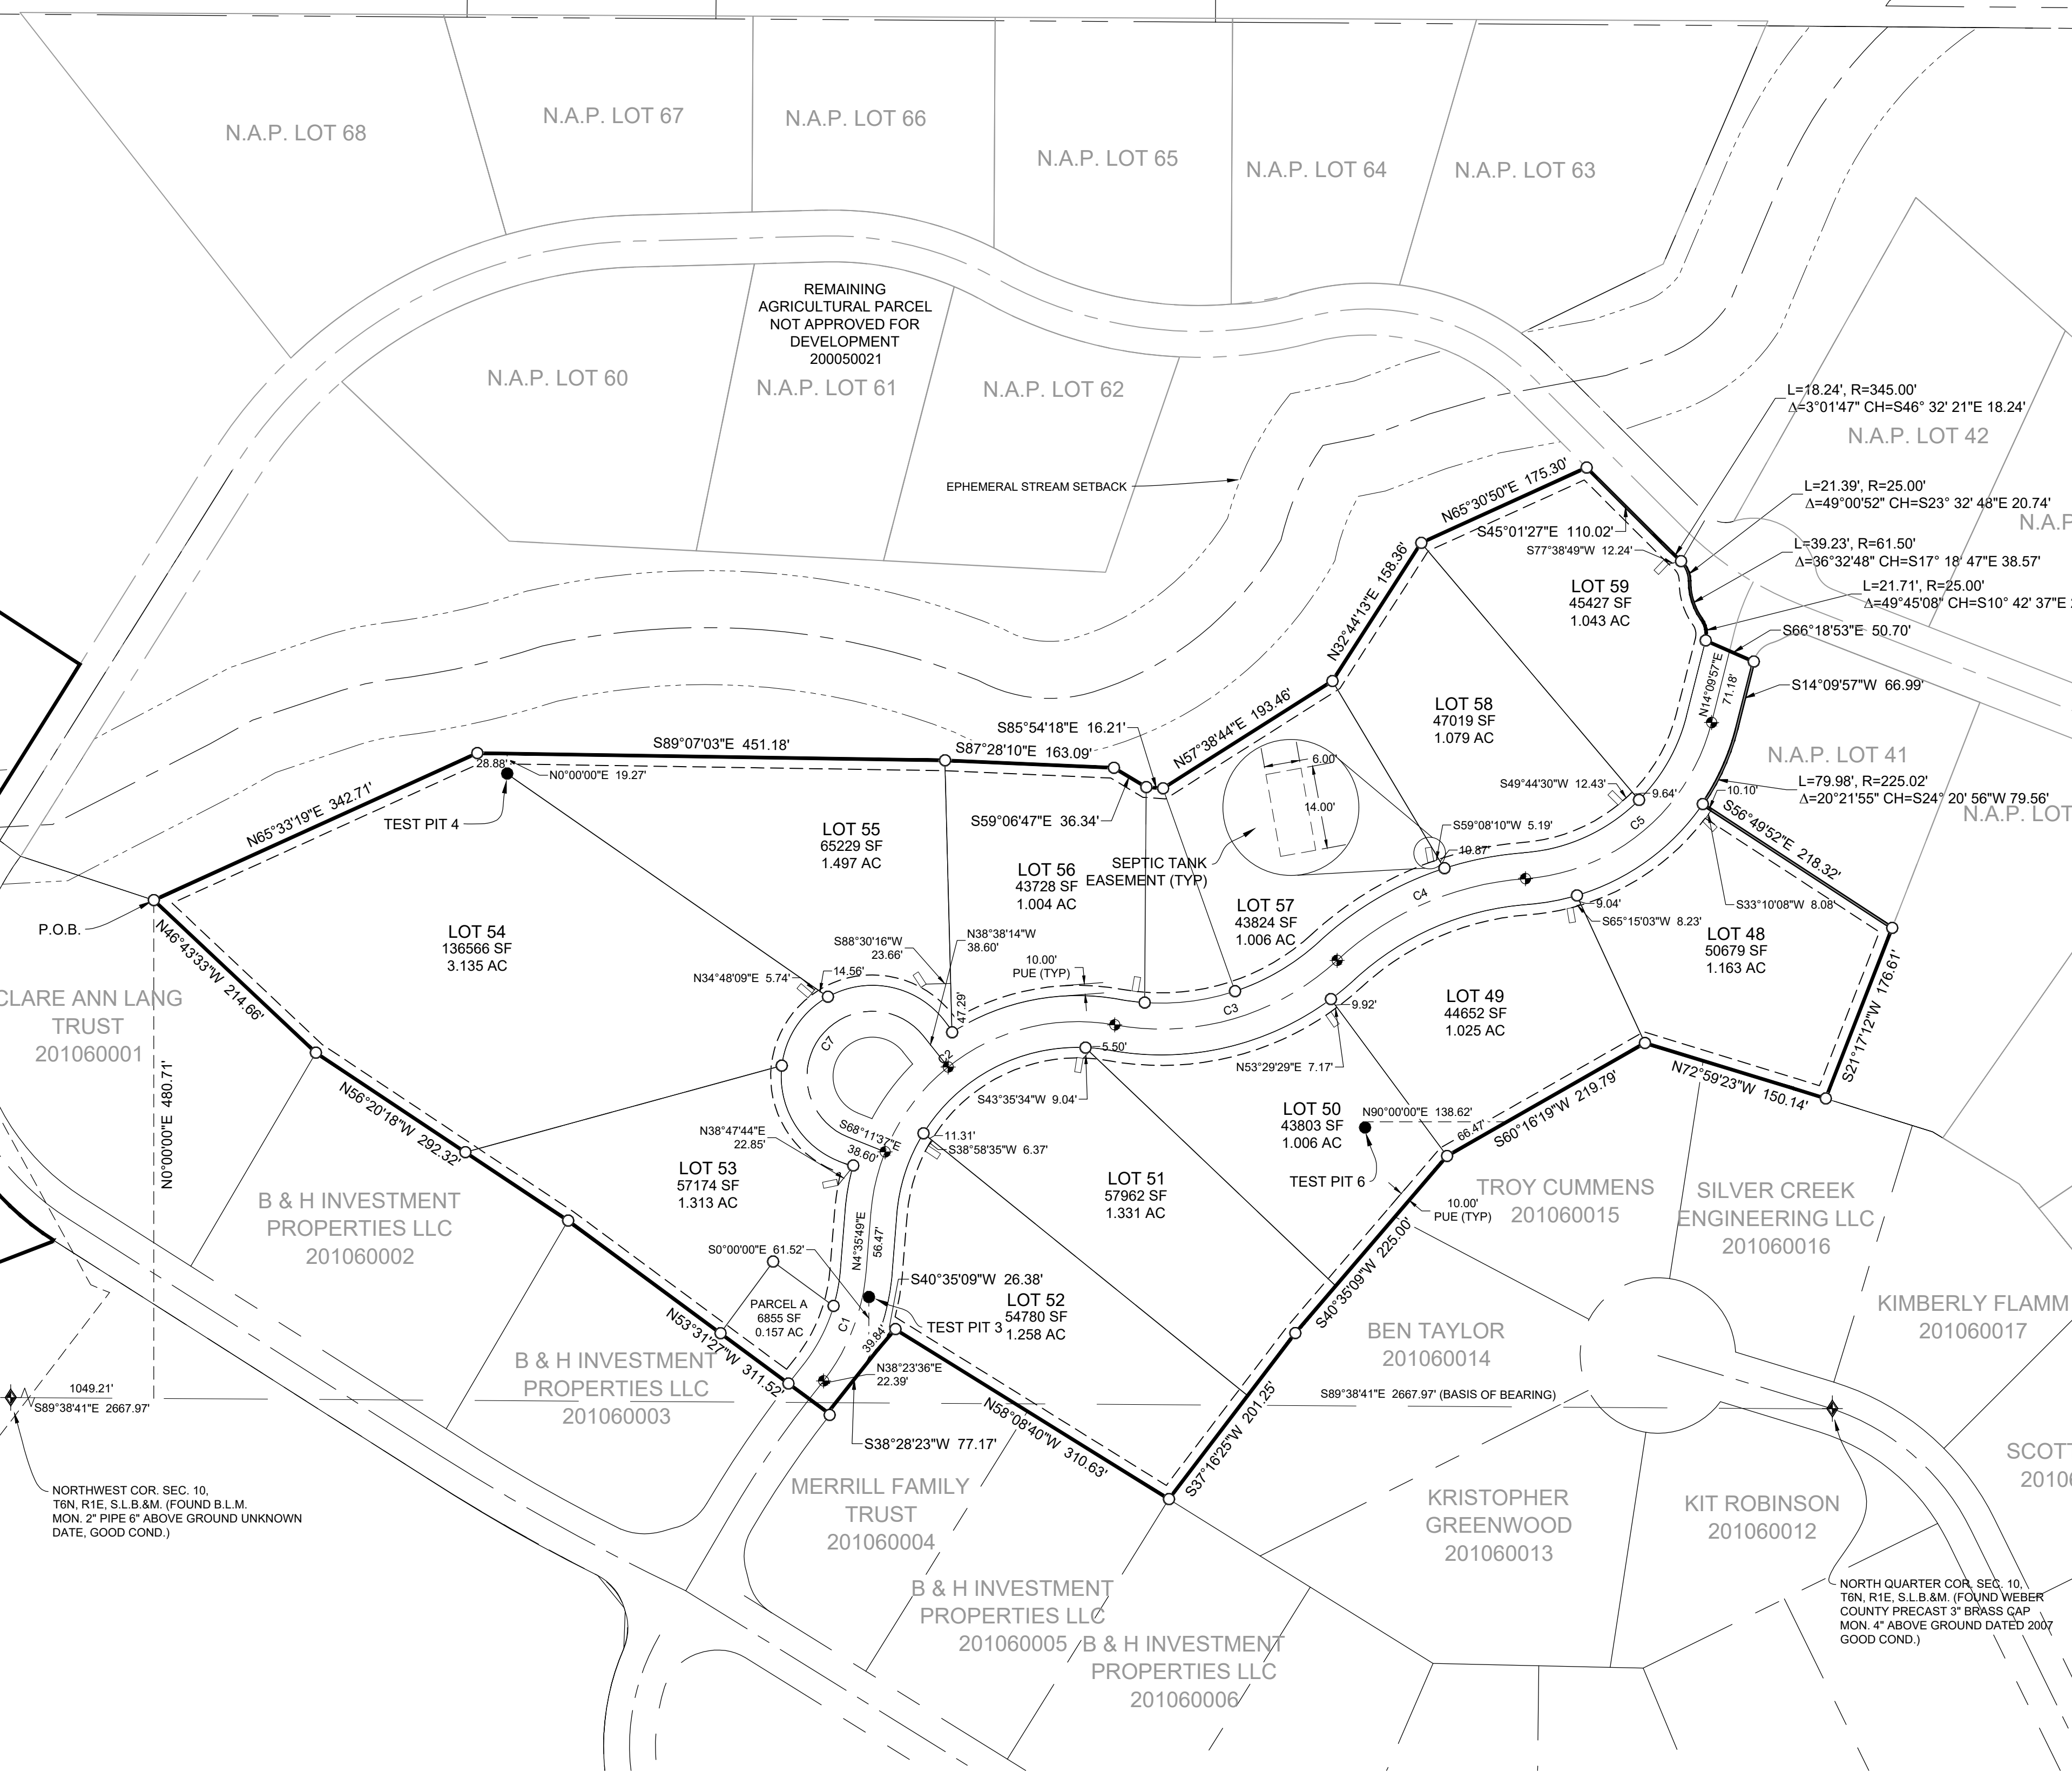 N.A.P. LOT 68
N.A.P. LOT 67
N.A.P. LOT 66
N.A.P. LOT 65
N.A.P. LOT 64
N.A.P. LOT 63
REMAINING
AGRICULTURAL PARCEL
NOT APPROVED FOR
DEVELOPMENT
200050021
N.A.P. LOT 60
N.A.P. LOT 61
N.A.P. LOT 62
L=18.24', R=345.00'
Δ=3°01'47" CH=S46° 32' 21"E 18.24'
N.A.P. LOT 42
EPHEMERAL STREAM SETBACK
L=21.39', R=25.00'
Δ=49°00'52" CH=S23° 32' 48"E 20.74'
N.A.P.
N65°30'50"E 175.30'
S45°01'27"E 110.02'
S77°38'49"W 12.24'
L=39.23', R=61.50'
Δ=36°32'48" CH=S17° 18' 47"E 38.57'
L=21.71', R=25.00'
Δ=49°45'08" CH=S10° 42' 37"E
LOT 59
45427 SF
1.043 AC
N32°44'13"E 158.36'
S66°18'53"E 50.70'
N14°09'57"E
71.18'
S14°09'57"W 66.99'
LOT 58
47019 SF
1.079 AC
S85°54'18"E 16.21'
N57°38'44"E 193.46'
S89°07'03"E 451.18'
S87°28'10"E 163.09'
N.A.P. LOT 41
28.88'
N0°00'00"E 19.27'
6.00'
14.00'
S49°44'30"W 12.43'
9.64'
10.10'
L=79.98', R=225.02'
Δ=20°21'55" CH=S24° 20' 56"W 79.56'
N.A.P. LOT
N65°33'19"E 342.71'
TEST PIT 4
S59°06'47"E 36.34'
S59°08'10"W 5.19'
C5
S56°49'52"E 218.32'
LOT 55
65229 SF
1.497 AC
10.87'
LOT 56
43728 SF
1.004 AC
SEPTIC TANK
EASEMENT (TYP)
C4
P.O.B.
N46°43'33"W 214.66'
LOT 54
136566 SF
3.135 AC
LOT 57
43824 SF
1.006 AC
9.04'
S65°15'03"W 8.23'
S33°10'08"W 8.08'
LOT 48
50679 SF
1.163 AC
S88°30'16"W
23.66'
N38°38'14"W
38.60'
10.00'
PUE (TYP)
N34°48'09"E 5.74'
14.56'
47.29'
C3
CLARE ANN LANG
TRUST
201060001
LOT 49
44652 SF
1.025 AC
9.92'
S21°17'12"W 176.61'
C7
C2
5.50'
N53°29'29"E 7.17'
N72°59'23"W 150.14'
N0°00'00"E 480.71'
N56°20'18"W 292.32'
S43°35'34"W 9.04'
LOT 50
43803 SF
1.006 AC
N90°00'00"E 138.62'
66.47'
S60°16'19"W 219.79'
N38°47'44"E
22.85'
S68°11'37"E
38.60'
11.31'
S38°58'35"W 6.37'
LOT 53
57174 SF
1.313 AC
LOT 51
57962 SF
1.331 AC
TEST PIT 6
10.00'
PUE (TYP)
TROY CUMMENS
201060015
SILVER CREEK
ENGINEERING LLC
201060016
B & H INVESTMENT
PROPERTIES LLC
201060002
N4°35'49"E
56.47'
S0°00'00"E 61.52'
S40°35'09"W 225.00'
S40°35'09"W 26.38'
LOT 52
54780 SF
1.258 AC
PARCEL A
6855 SF
0.157 AC
C1
39.84'
TEST PIT 3
N53°31'27"W 311.52'
KIMBERLY FLAMM
201060017
BEN TAYLOR
201060014
B & H INVESTMENT
PROPERTIES LLC
201060003
N38°23'36"E
22.39'
1049.21'
S89°38'41"E 2667.97'
S89°38'41"E 2667.97' (BASIS OF BEARING)
S37°16'25"W 201.25'
N58°08'40"W 310.63'
S38°28'23"W 77.17'
NORTHWEST COR. SEC. 10,
T6N, R1E, S.L.B.&M. (FOUND B.L.M.
MON. 2" PIPE 6" ABOVE GROUND UNKNOWN
DATE, GOOD COND.)
MERRILL FAMILY
TRUST
201060004
KRISTOPHER
GREENWOOD
201060013
KIT ROBINSON
201060012
SCOTT
2010
B & H INVESTMENT
PROPERTIES LLC
201060005
B & H INVESTMENT
PROPERTIES LLC
201060006
NORTH QUARTER COR. SEC. 10,
T6N, R1E, S.L.B.&M. (FOUND WEBER
COUNTY PRECAST 3" BRASS CAP
MON. 4" ABOVE GROUND DATED 2007
GOOD COND.)